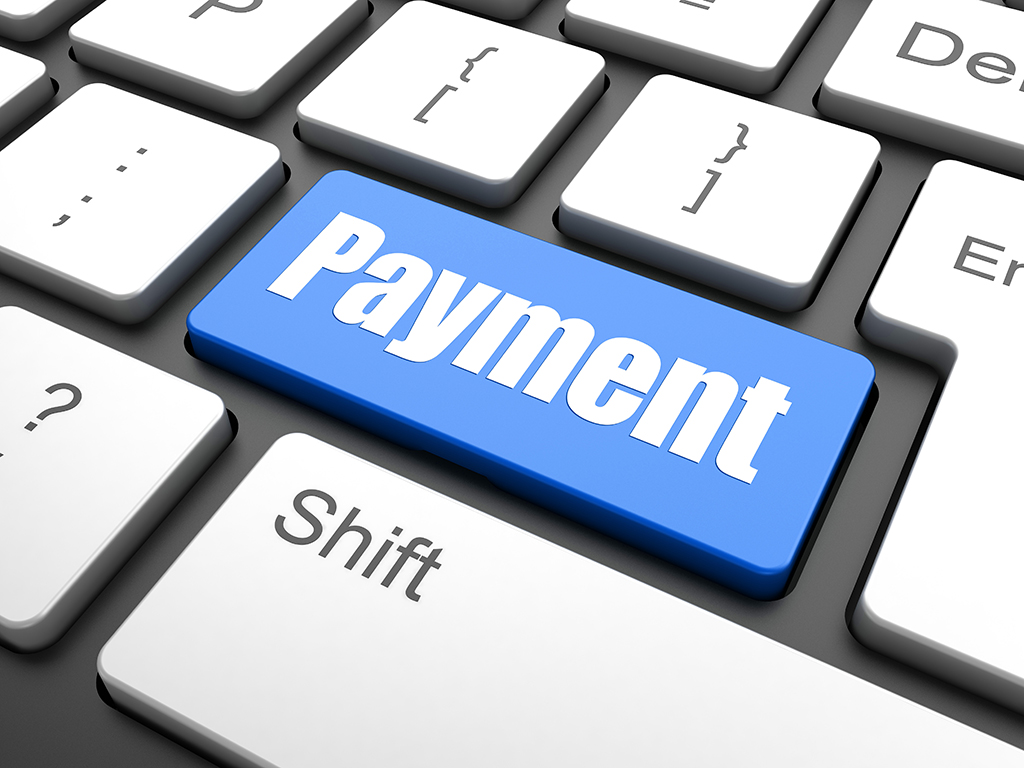 P
=
De
{
[
}
]
:
;
En
Payment
?
Shift